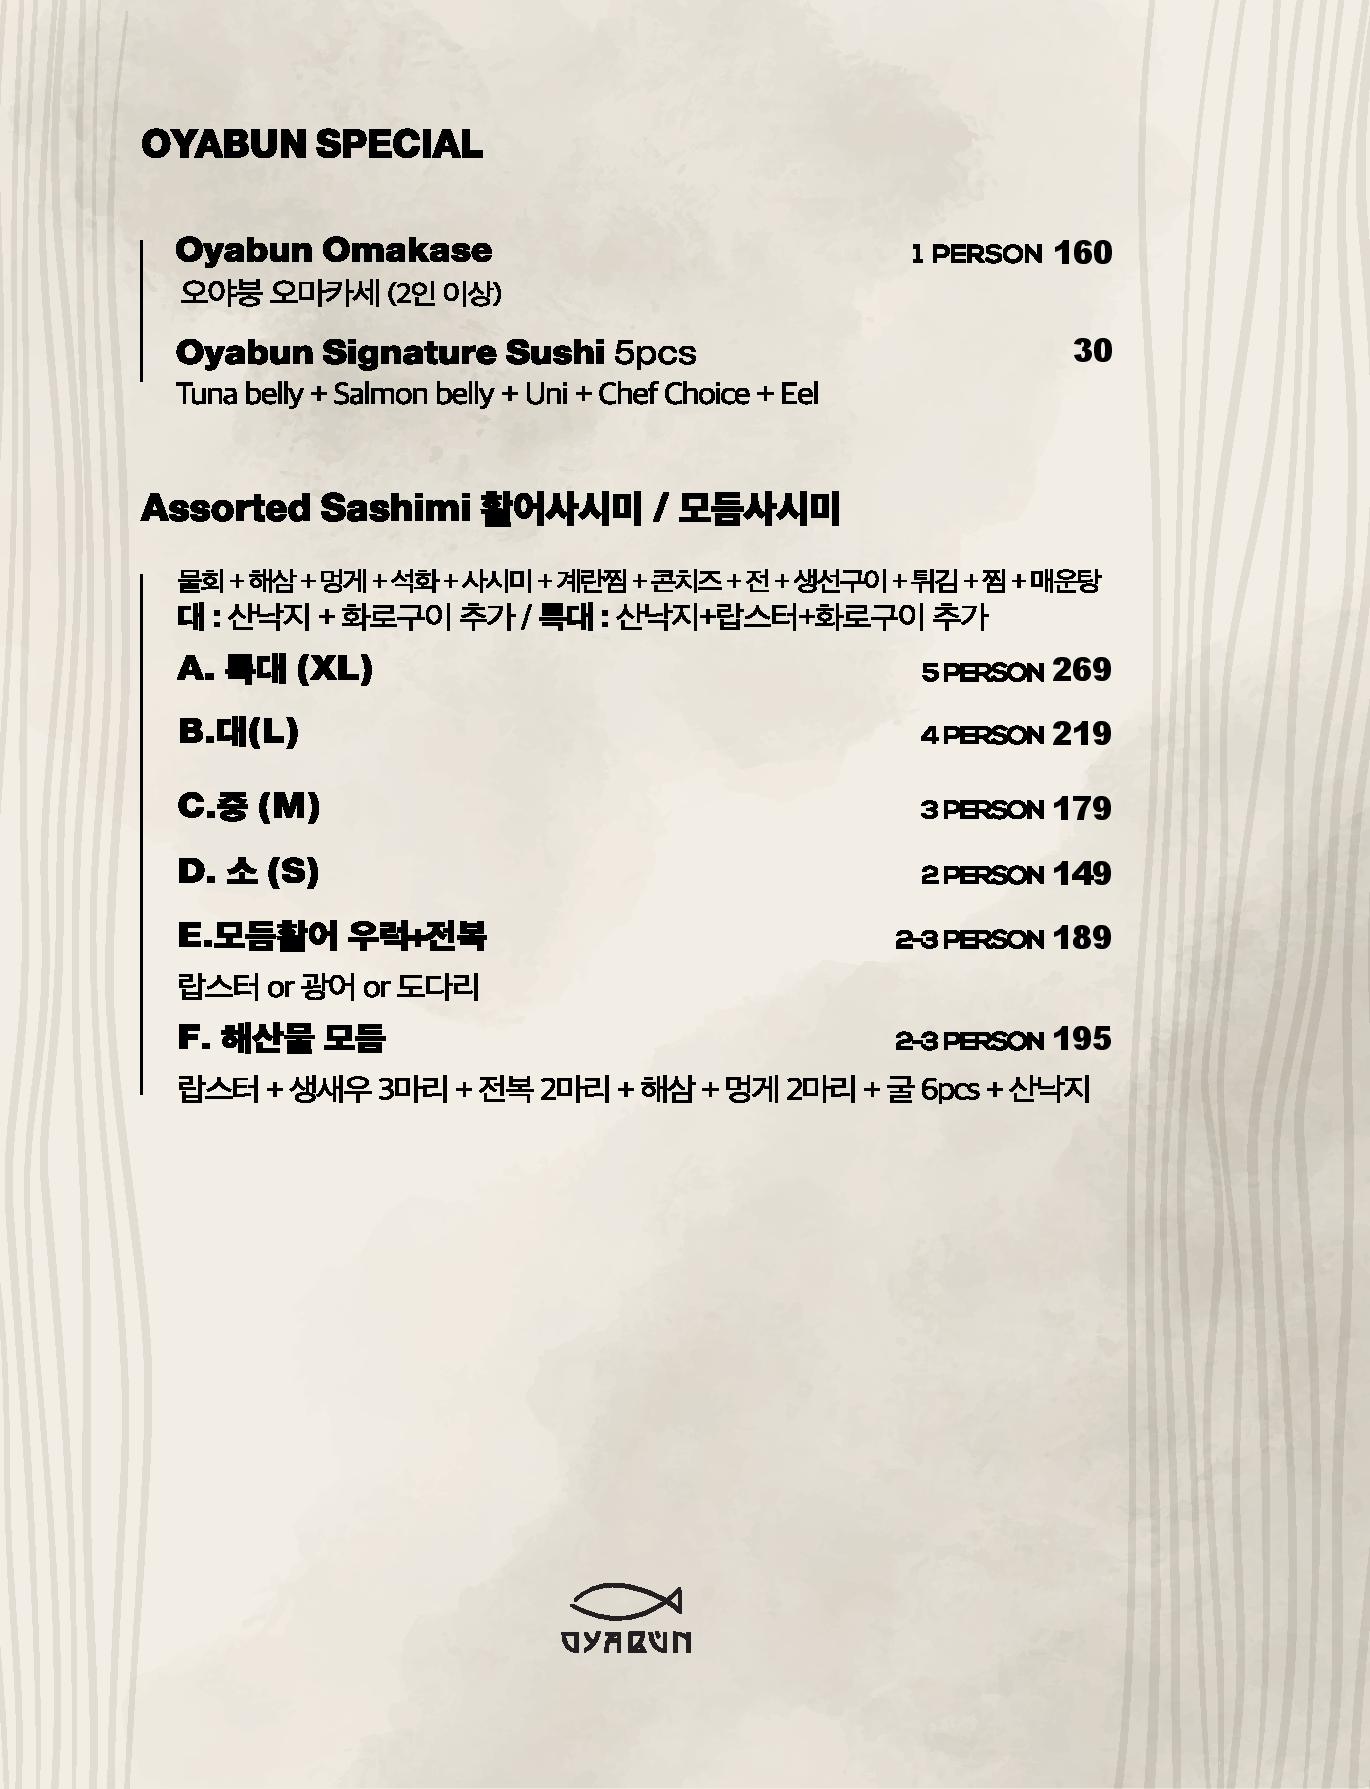 OYABUN SPECIAL
Oyabun Omakase 1 PERSON 160
오야붕 오마카세 (2인 이상)
Oyabun Signature Sushi 5pcs 30
Tuna belly + Salmon belly + Uni + Chef Choice + Eel
Assorted Sashimi 활어사시미 / 모듬사시미
물회 + 해삼 + 멍게 + 석화 + 사시미 + 계란찜 + 콘치즈 + 전 + 생선구이 + 튀김 + 찜 + 매운탕
대 : 산낙지 + 화로구이 추가 / 특대 : 산낙지+랍스터+화로구이 추가
A. 특대 (XL) 5 PERSON 269
B.대(L) 4 PERSON 219
C.중 (M) 3 PERSON 179
D. 소 (S) 2 PERSON 149
E.모듬활어 우럭+전복 2-3 PERSON 189
랍스터 or 광어 or 도다리
F. 해산물 모듬 2-3 PERSON 195
랍스터 + 생새우 3마리 + 전복 2마리 + 해삼 + 멍게 2마리 + 굴 6pcs + 산낙지
OYABUN